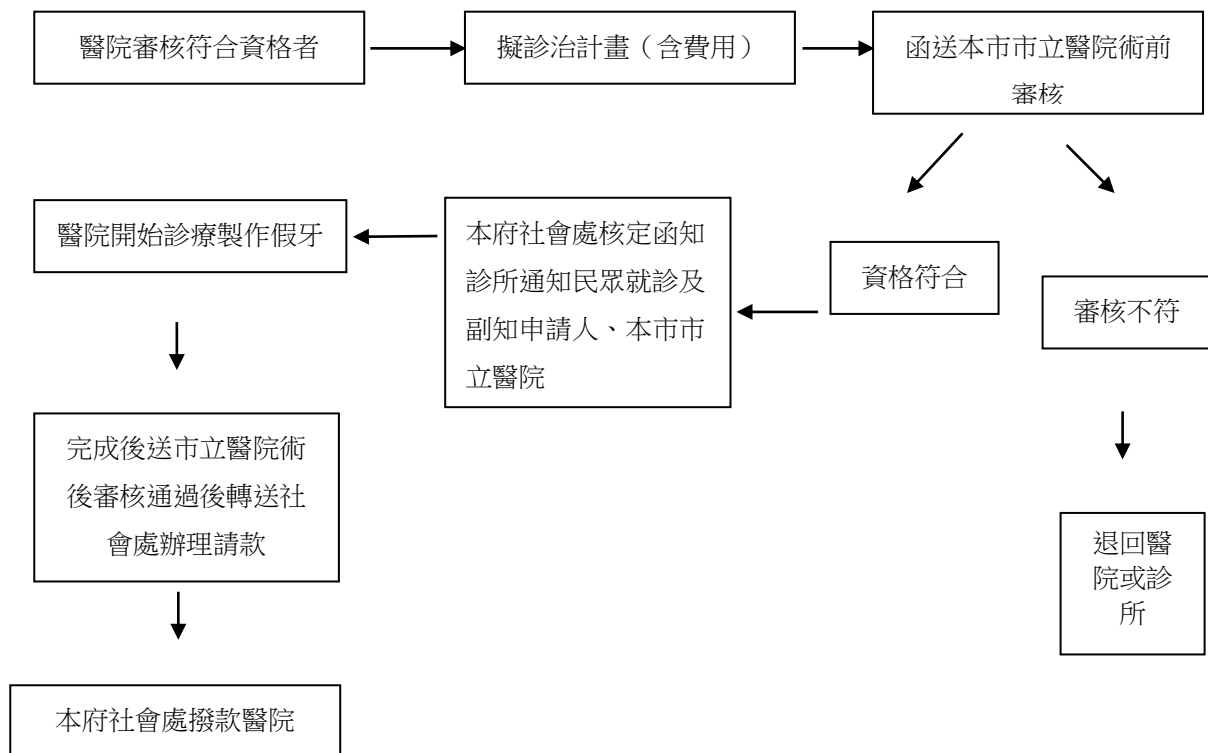 醫院審核符合資格者
擬診治計畫（含費用）
函送本市市立醫院術前
審核
資格符合
審核不符
本府社會處核定函知
診所通知民眾就診及
副知申請人、本市市
立醫院
醫院開始診療製作假牙
完成後送市立醫院術
後審核通過後轉送社
會處辦理請款
退回醫
院或診
所
本府社會處撥款醫院